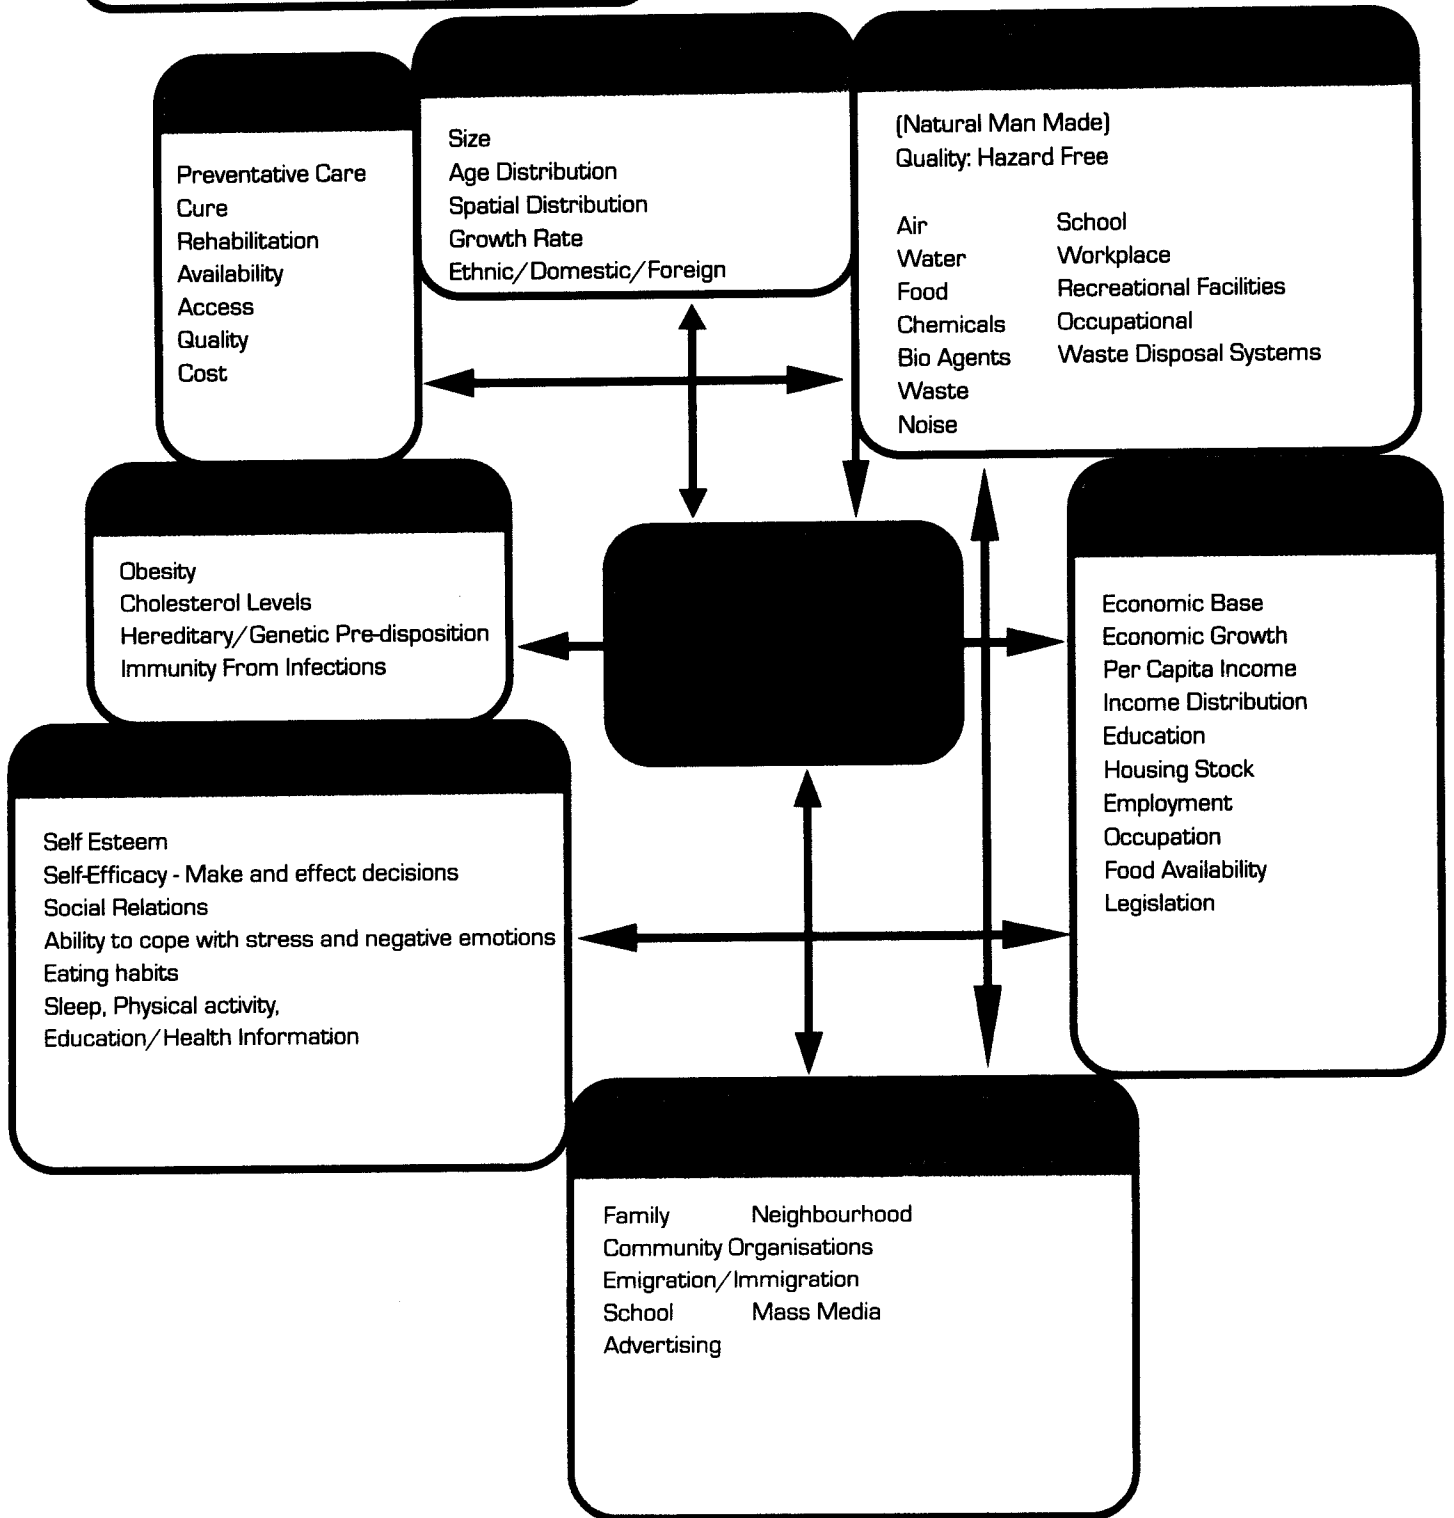 Preventative Care
Cure
Rehabilitation
Availability
Access
Quality
Cost
Size
Age Distribution
Spatial Distribution
Growth Rate
Ethnic/Domestic/Foreign
(Natural Man Made)
Quality: Hazard Free
Air
Water
Food
Chemicals
Bio Agents
Waste
Noise
School
Workplace
Recreational Facilities
Occupational
Waste Disposal Systems
Obesity
Cholesterol Levels
Hereditary/Genetic Pre-disposition
Immunity From Infections
Economic Base
Economic Growth
Per Capita Income
Income Distribution
Education
Housing Stock
Employment
Occupation
Food Availability
Legislation
Self Esteem
Self-Efficacy - Make and effect decisions
Social Relations
Ability to cope with stress and negative emotions
Eating habits
Sleep, Physical activity,
Education/Health Information
Family Neighbourhood
Community Organisations
Emigration/Immigration
School Mass Media
Advertising